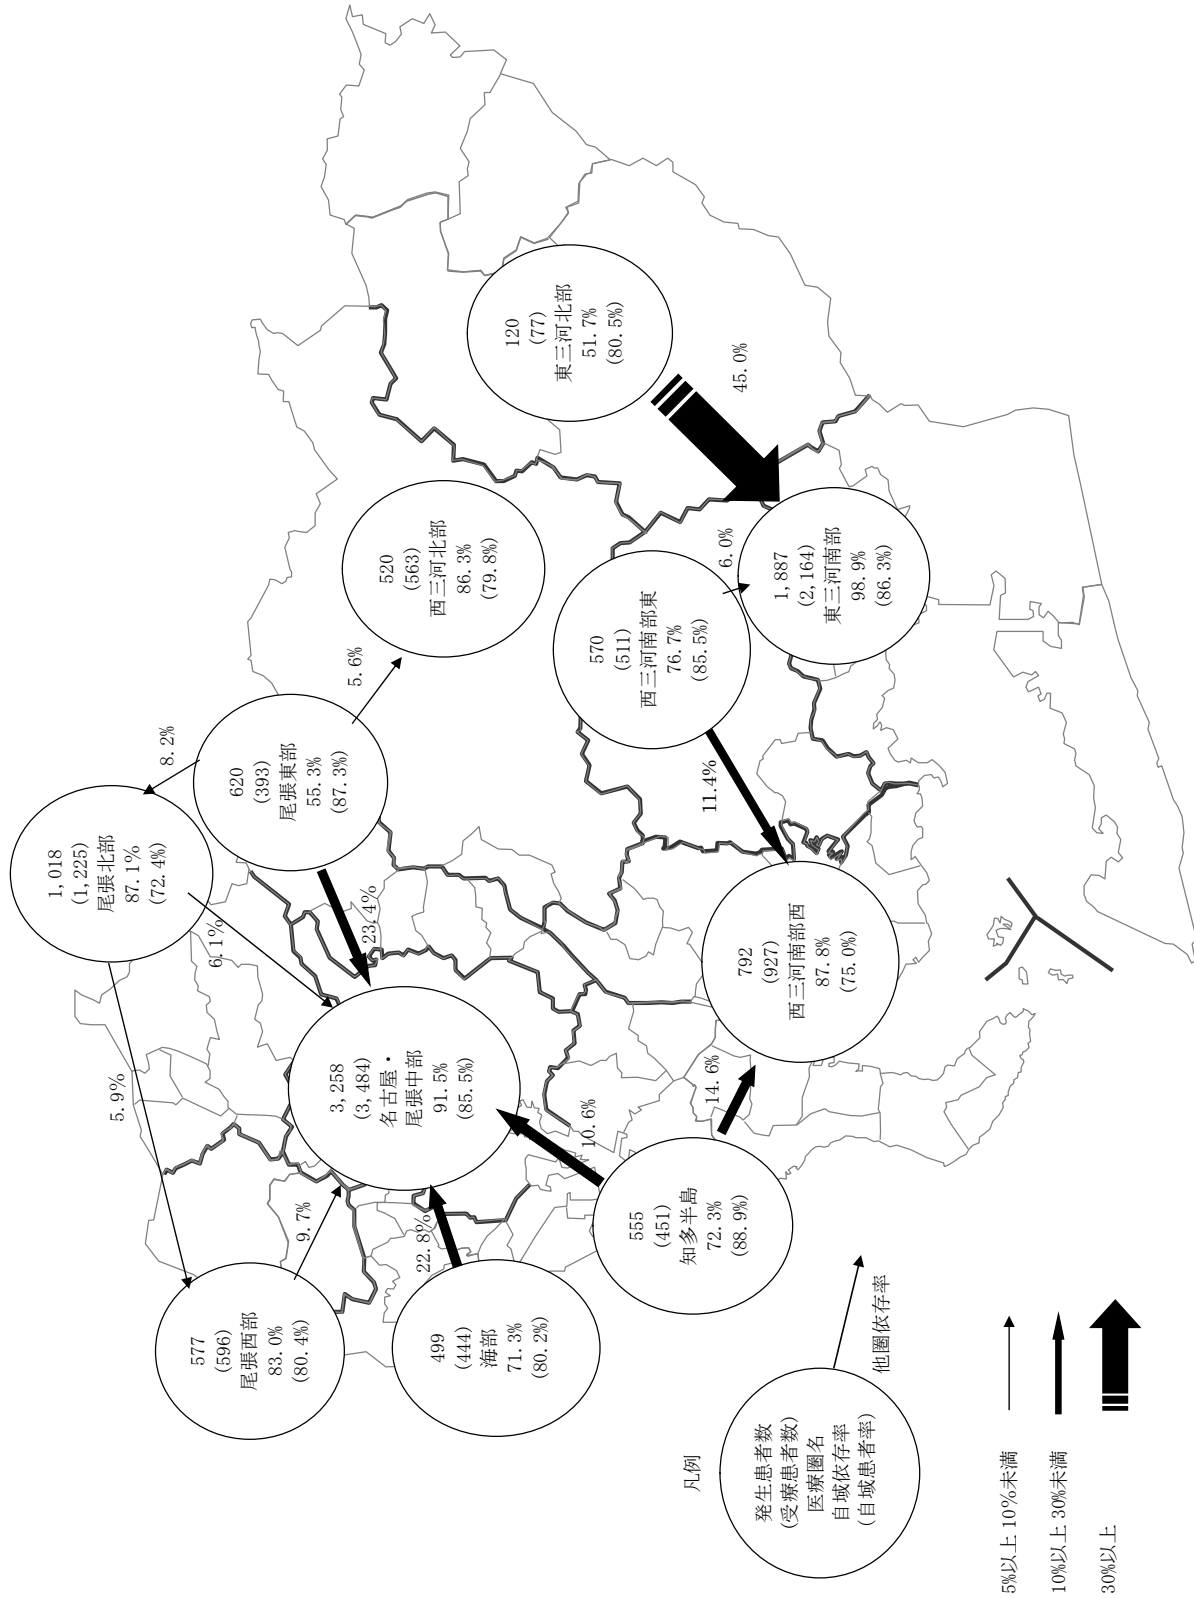 1,018
(1,225)
尾張北部
87.1%
(72.4%)
8.2%
620
(393)
尾張東部
55.3%
(87.3%)
5.6%
520
(563)
西三河北部
86.3%
(79.8%)
120
(77)
東三河北部
51.7%
(80.5%)
45.0%
5.9%
6.1%
23.4%
577
(596)
尾張西部
83.0%
(80.4%)
9.7%
3,258
(3,484)
名古屋・
尾張中部
91.5%
(85.5%)
499
(444)
海部
71.3%
(80.2%)
22.8%
10.6%
555
(451)
知多半島
72.3%
(88.9%)
14.6%
792
(927)
西三河南部西
87.8%
(75.0%)
11.4%
570
(511)
西三河南部東
76.7%
(85.5%)
6.0%
1,887
(2,164)
東三河南部
98.9%
(86.3%)
凡例
発生患者数
(受療患者数)
医療圏名
自域依存率
(自域患者率)
他圏依存率
5%以上10%未満
10%以上30%未満
30%以上